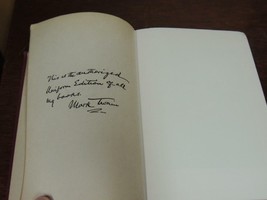 This is the authorized
Uniform Edition of all
my books.
Mark Twain